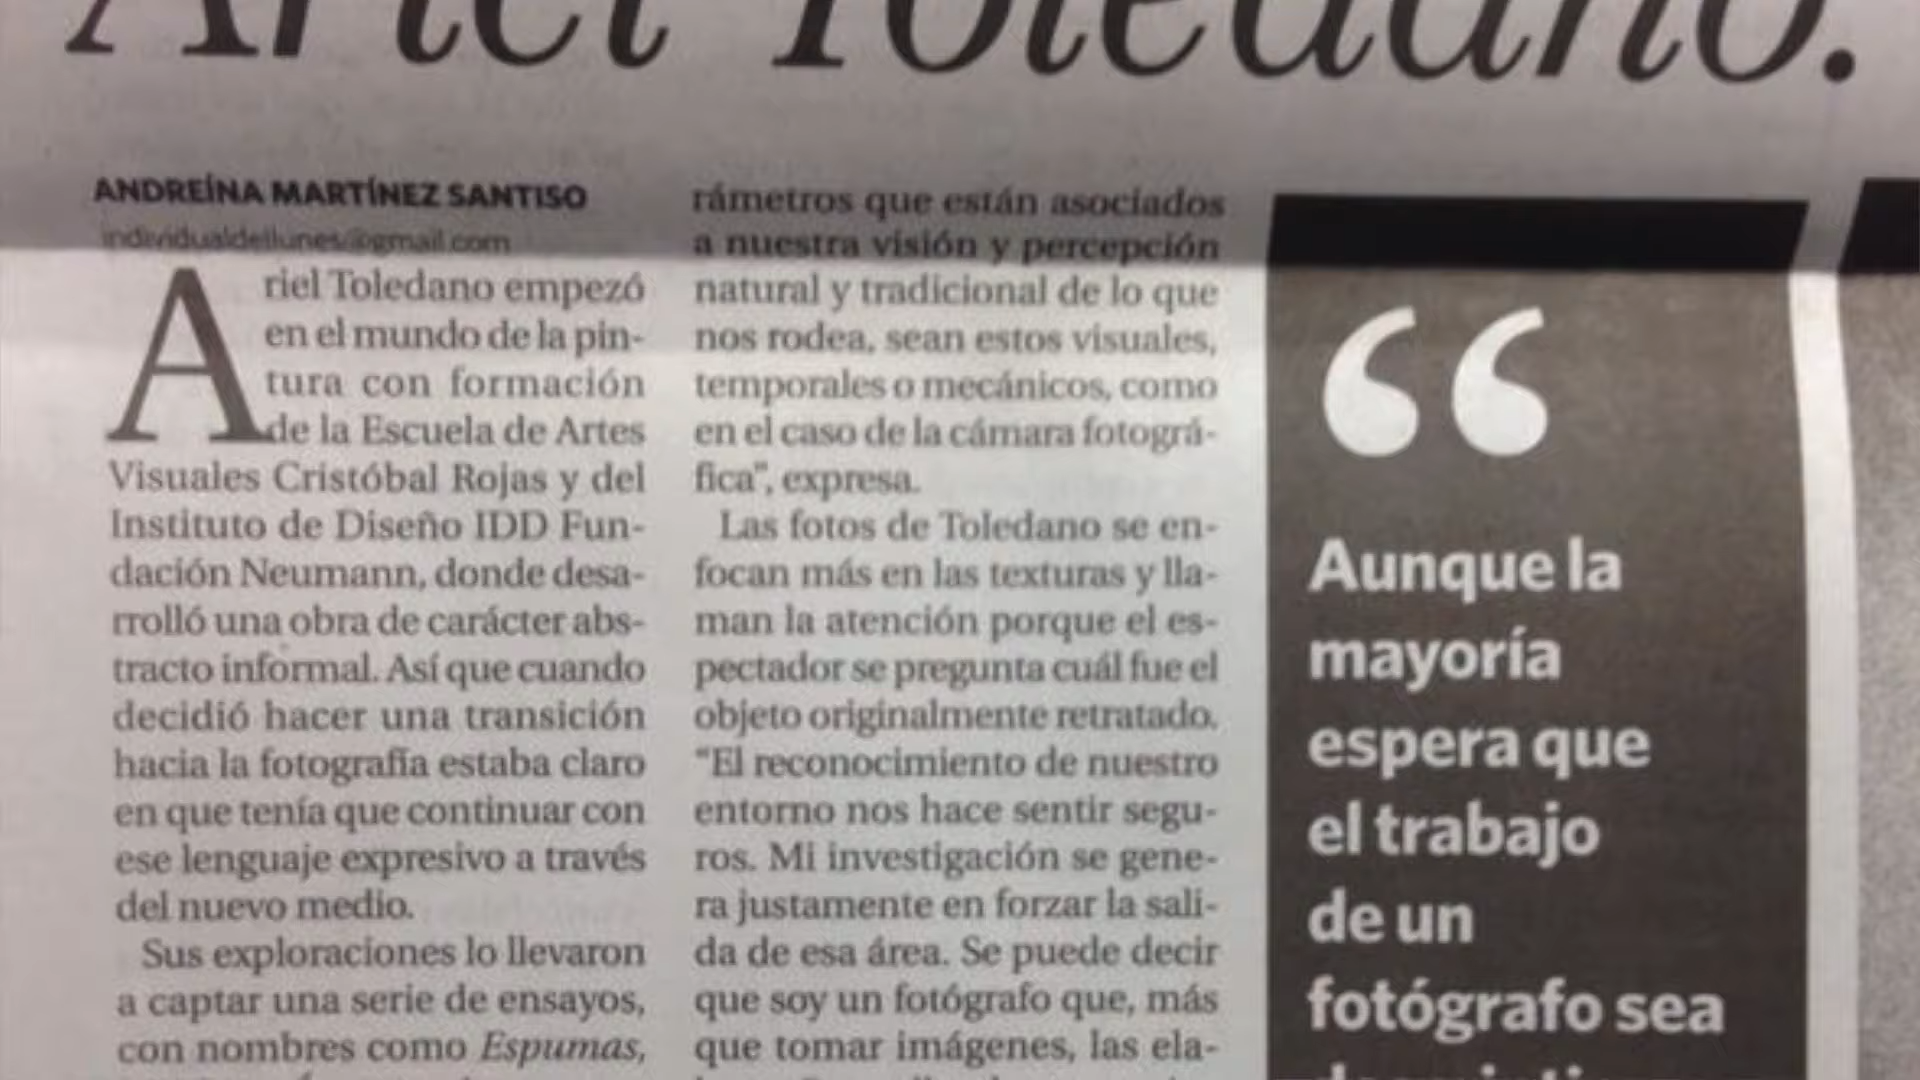 Ariel Toledano.
ANDREÍNA MARTÍNEZ SANTISO
individualdellunes@gmail.com
Ariel Toledano empezó
en el mundo de la pin-
tura con formación
de la Escuela de Artes
Visuales Cristóbal Rojas y del
Instituto de Diseño IDD Fun-
dación Neumann, donde desa-
rrolló una obra de carácter abs-
tracto informal. Así que cuando
decidió hacer una transición
hacia la fotografía estaba claro
en que tenía que continuar con
ese lenguaje expresivo a través
del nuevo medio.
Sus exploraciones lo llevaron
a captar una serie de ensayos,
con nombres como Espumas,
rámetros que están asociados
a nuestra visión y percepción
natural y tradicional de lo que
nos rodea, sean estos visuales,
temporales o mecánicos, como
en el caso de la cámara fotográ-
fica”, expresa.
Las fotos de Toledano se en-
focan más en las texturas y lla-
man la atención porque el es-
pectador se pregunta cuál fue el
objeto originalmente retratado.
“El reconocimiento de nuestro
entorno nos hace sentir segu-
ros. Mi investigación se gene-
ra justamente en forzar la sali-
da de esa área. Se puede decir
que soy un fotógrafo que, más
que tomar imágenes, las ela-
“
Aunque la
mayoría
espera que
el trabajo
de un
fotógrafo sea